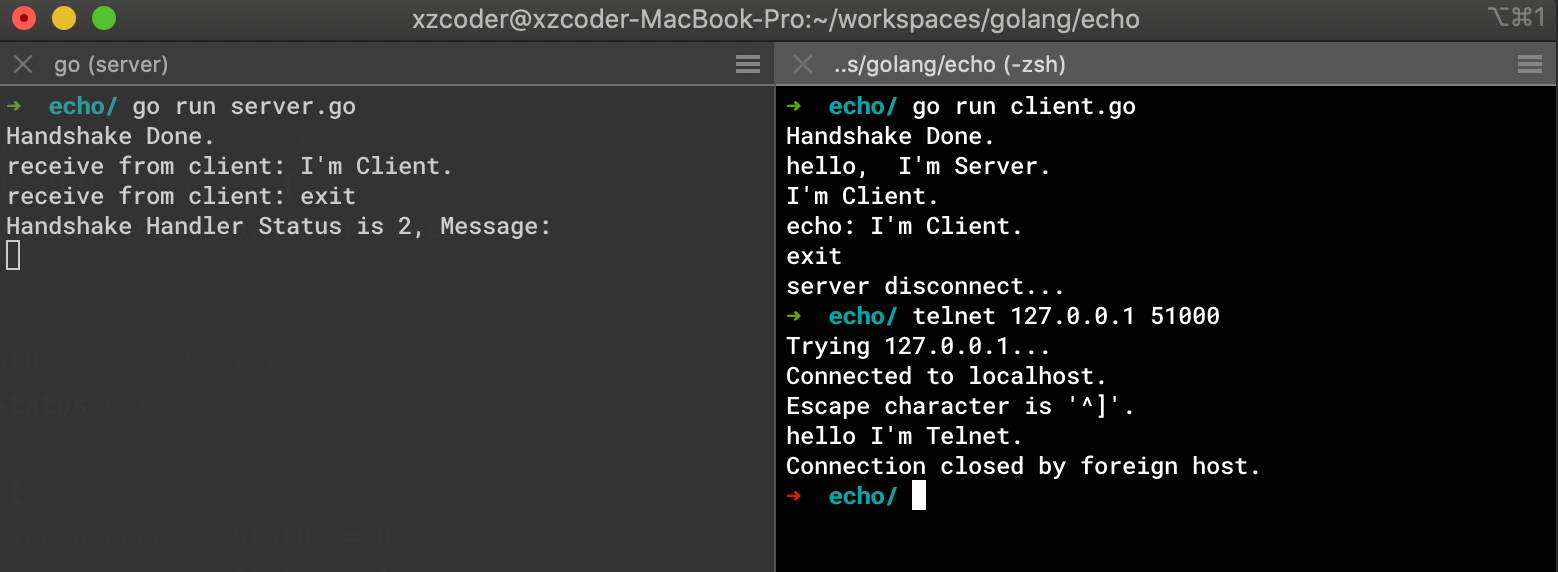 xzcoder@xzcoder-MacBook-Pro:~/workspaces/golang/echo
⌥⌘1
go (server)
➜ echo/ go run server.go
Handshake Done.
receive from client: I'm Client.
receive from client: exit
Handshake Handler Status is 2, Message:
..s/golang/echo (-zsh)
➜ echo/ go run client.go
Handshake Done.
hello,  I'm Server.
I'm Client.
echo: I'm Client.
exit
server disconnect...
➜ echo/ telnet 127.0.0.1 51000
Trying 127.0.0.1...
Connected to localhost.
Escape character is '^]'.
hello I'm Telnet.
Connection closed by foreign host.
➜ echo/